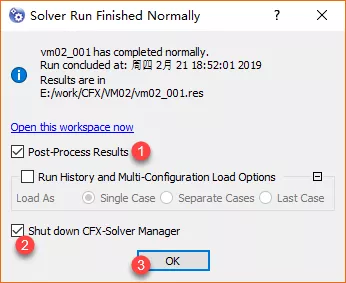 Solver Run Finished Normally
vm02_001 has completed normally.
Run concluded at: 周四 2月 21 18:52:01 2019
Results are in
E:/work/CFX/VM02/vm02_001.res
Open this workspace now
Post-Process Results 1
Run History and Multi-Configuration Load Options
Load As Single Case Separate Cases Last Case
Shut down CFX-Solver Manager
2
3 OK